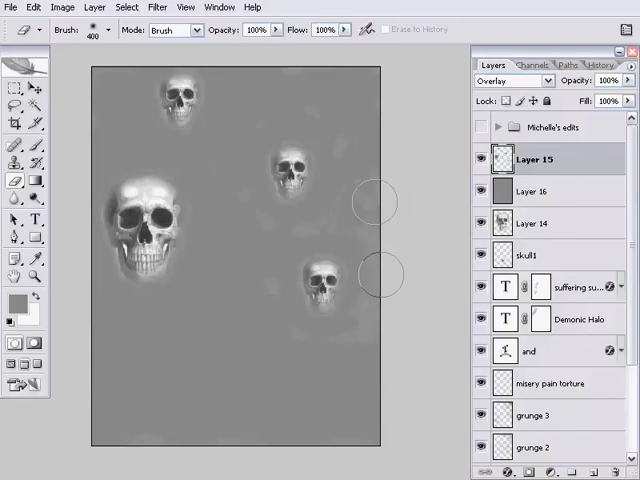 File Edit Image Layer Select Filter View Window Help
Brush: 400 Mode: Brush Opacity: 100% Flow: 100% Erase to History
Layers Channels Paths History
Overlay Opacity: 100%
Lock: Fill: 100%
Michelle's edits
Layer 15
Layer 16
Layer 14
skull1
T suffering su...
T Demonic Halo
and
misery pain torture
grunge 3
grunge 2